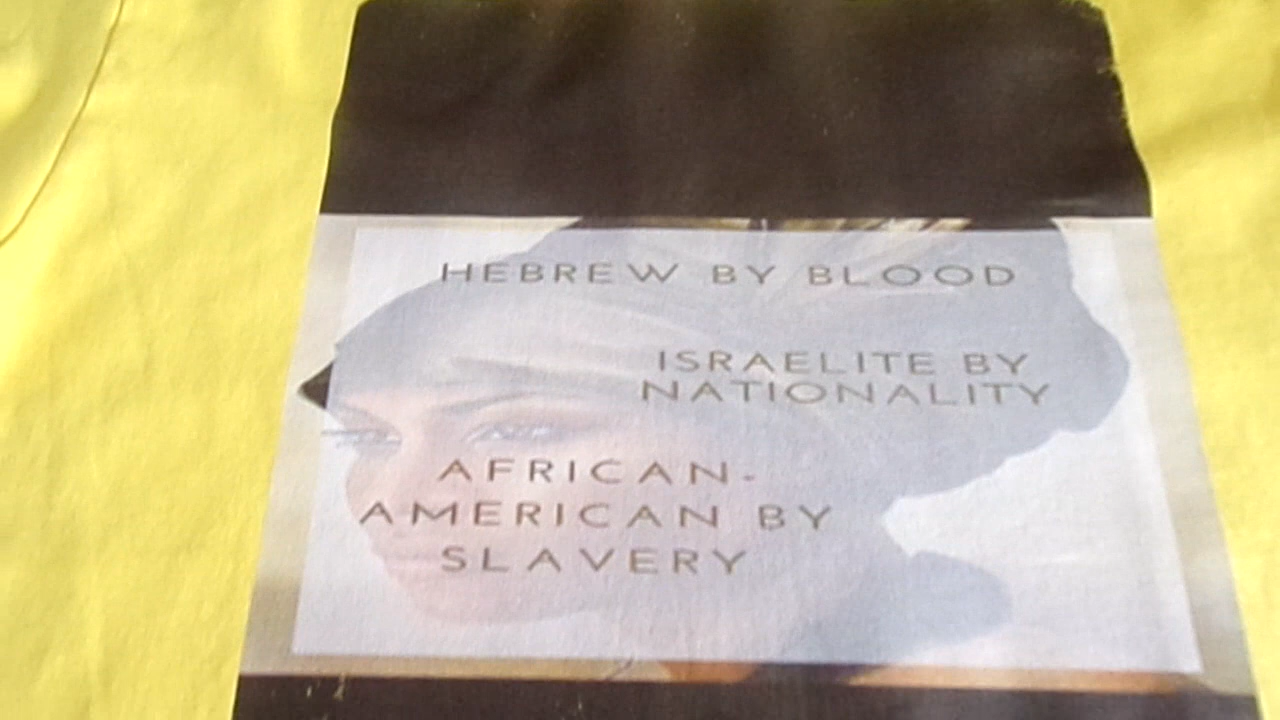 HEBREW BY BLOOD
ISRAELITE BY
NATIONALITY
AFRICAN-
AMERICAN BY
SLAVERY